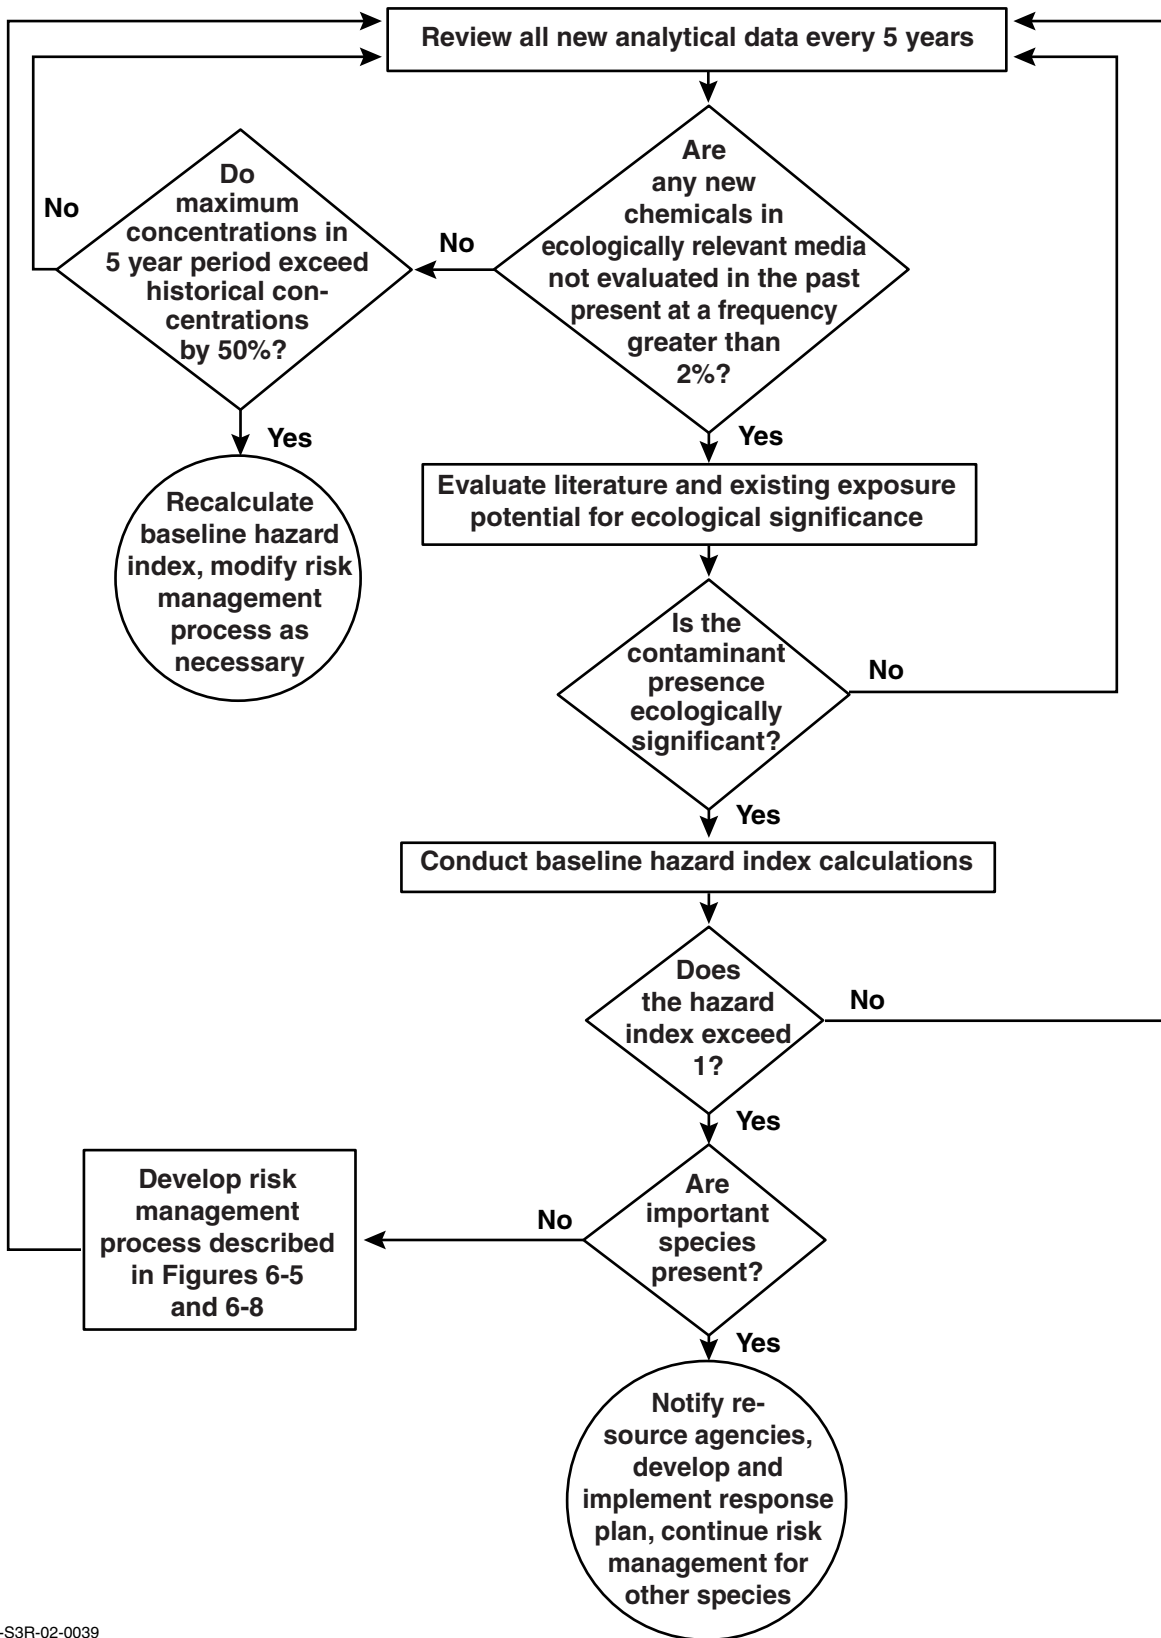 Review all new analytical data every 5 years
Are
any new
chemicals in
ecologically relevant media
not evaluated in the past
present at a frequency
greater than
2%?
No
Do
maximum
concentrations in
5 year period exceed
historical con-
centrations
by 50%?
No
Yes
Recalculate
baseline hazard
index, modify risk
management
process as
necessary
Yes
Evaluate literature and existing exposure
potential for ecological significance
Is the
contaminant
presence
ecologically
significant?
No
Yes
Conduct baseline hazard index calculations
Does
the hazard
index exceed
1?
No
Yes
Are
important
species
present?
No
Develop risk
management
process described
in Figures 6-5
and 6-8
Yes
Notify re-
source agencies,
develop and
implement response
plan, continue risk
management for
other species
-S3R-02-0039